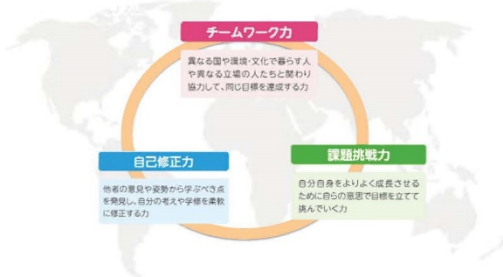 チームワーク力
異なる国や環境・文化で暮らす人
や異なる立場の人たちと関わり
協力して、同じ目標を達成する力
自己修正力
他者の意見や姿勢から学ぶべき点
を発見し、自分の考えや学修を柔軟
に修正する力
課題挑戦力
自分自身をよりよく成長させる
ために自らの意思で目標を立てて
挑んでいく力